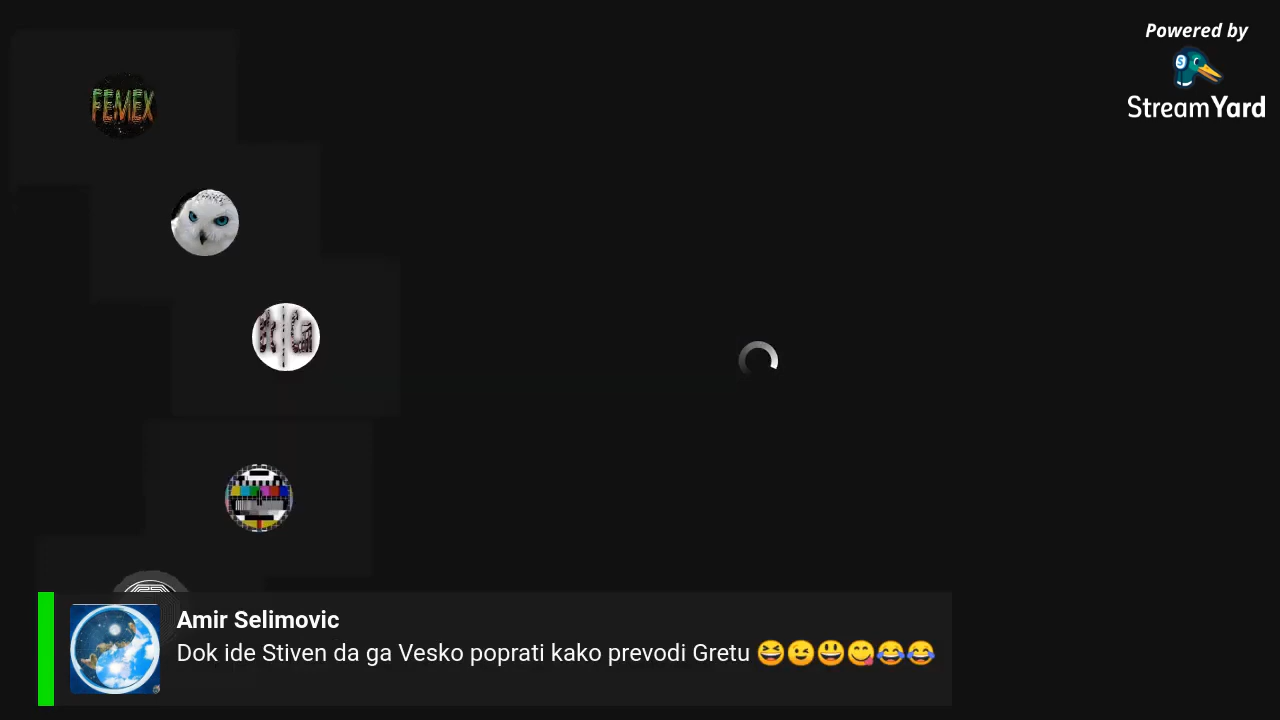 Powered by
StreamYard
FEMEX
Amir Selimovic
Dok ide Stiven da ga Vesko poprati kako prevodi Gretu 😆😉😃😋😂😂